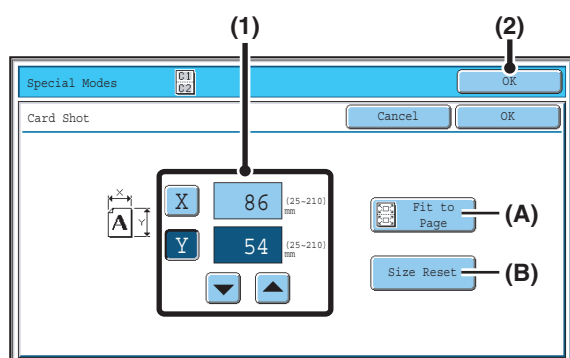 (1) (2)
Special Modes C1 C2 OK
Card Shot Cancel OK
X 86 (25~210) mm
X Y A
Y 54 (25~210) mm
Fit to Page (A)
Size Reset (B)